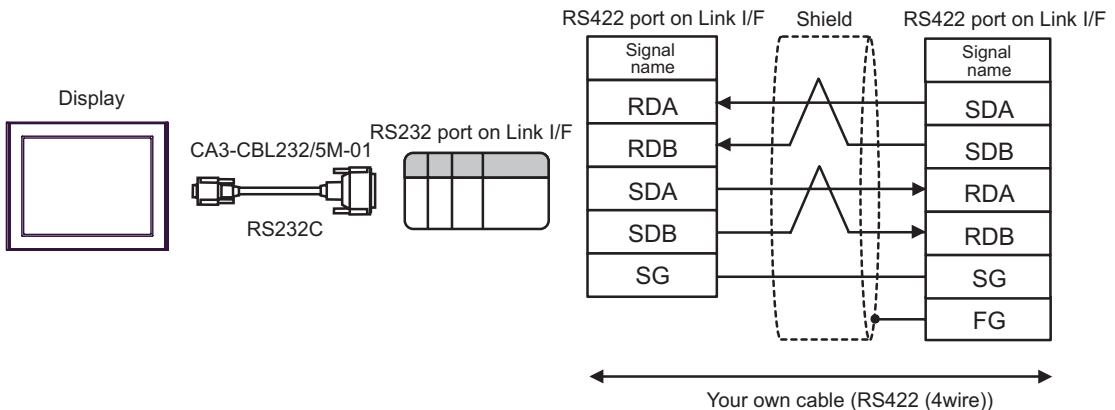 Display
CA3-CBL232/5M-01
RS232C
RS232 port on Link I/F
RS422 port on Link I/F
Signal
name
RDA
RDB
SDA
SDB
SG
Shield
RS422 port on Link I/F
Signal
name
SDA
SDB
RDA
RDB
SG
FG
Your own cable (RS422 (4wire))